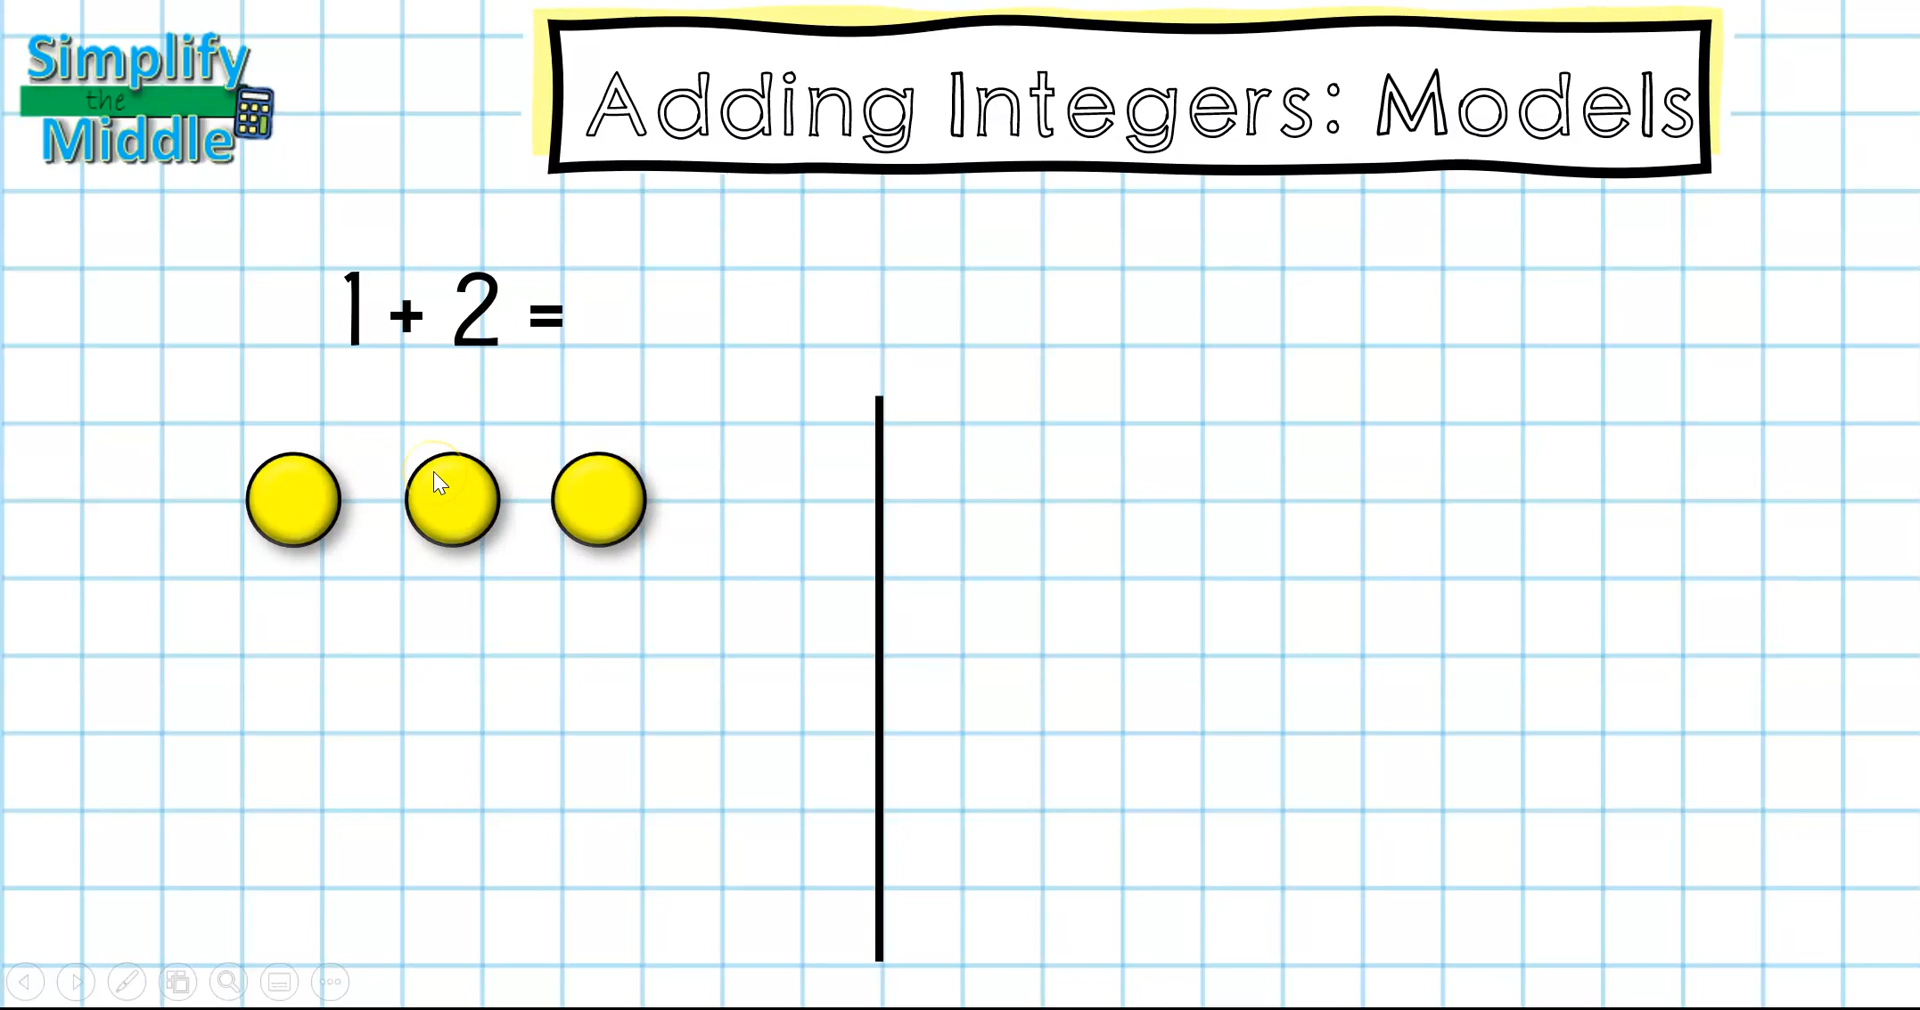 Simplify
the
Middle
Adding Integers: Models
1 + 2 =